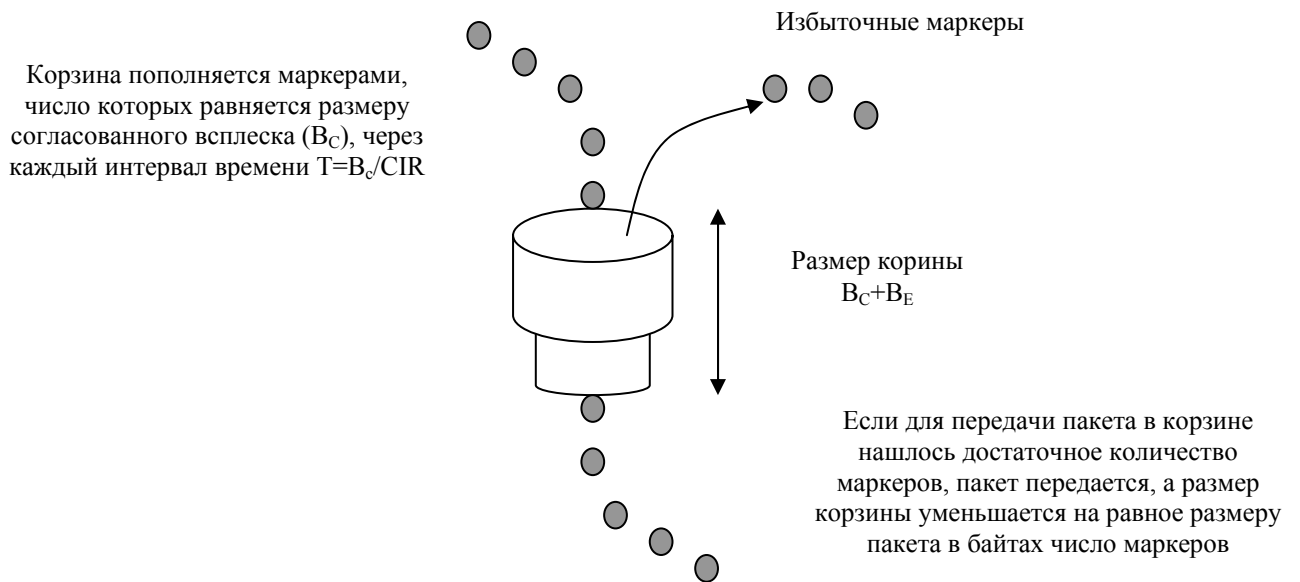 Избыточные маркеры
Корзина пополняется маркерами,
число которых равняется размеру
согласованного всплеска (B_C), через
каждый интервал времени T=B_c/CIR
Размер корины
B_C+B_E
Если для передачи пакета в корзине
нашлось достаточное количество
маркеров, пакет передается, а размер
корзины уменьшается на равное размеру
пакета в байтах число маркеров